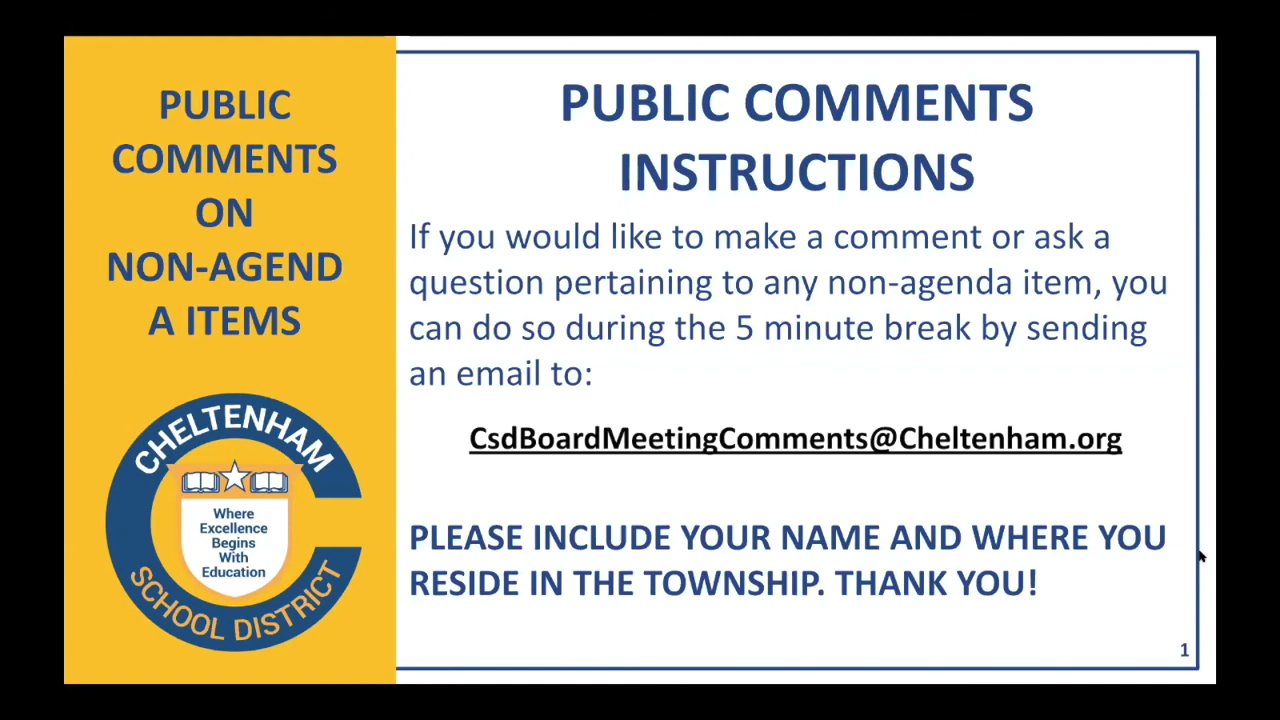 PUBLIC
COMMENTS
ON
NON-AGEND
A ITEMS
CHELTENHAM
Where
Excellence
Begins
With
Education
SCHOOL DISTRICT
PUBLIC COMMENTS
INSTRUCTIONS
If you would like to make a comment or ask a
question pertaining to any non-agenda item, you
can do so during the 5 minute break by sending
an email to:
CsdBoardMeetingComments@Cheltenham.org
PLEASE INCLUDE YOUR NAME AND WHERE YOU
RESIDE IN THE TOWNSHIP. THANK YOU!
1